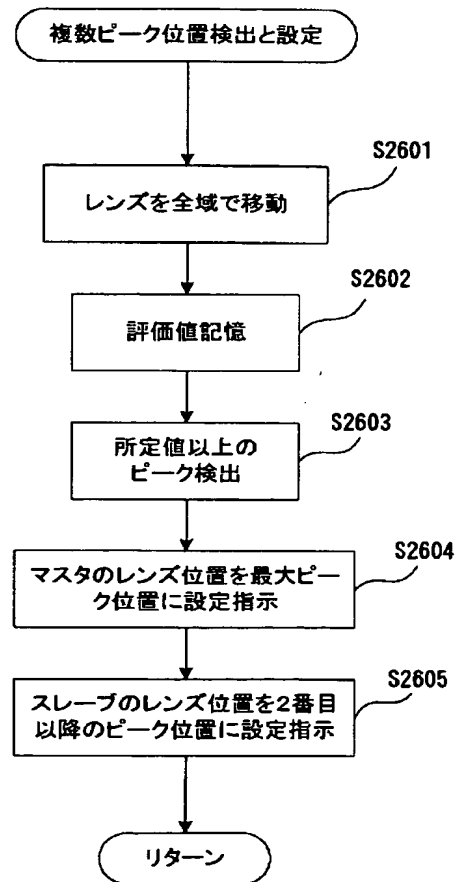 複数ピーク位置検出と設定
S2601
レンズを全域で移動
S2602
評価値記憶
S2603
所定値以上の
ピーク検出
S2604
マスタのレンズ位置を最大ピー
ク位置に設定指示
S2605
スレーブのレンズ位置を2番目
以降のピーク位置に設定指示
リターン